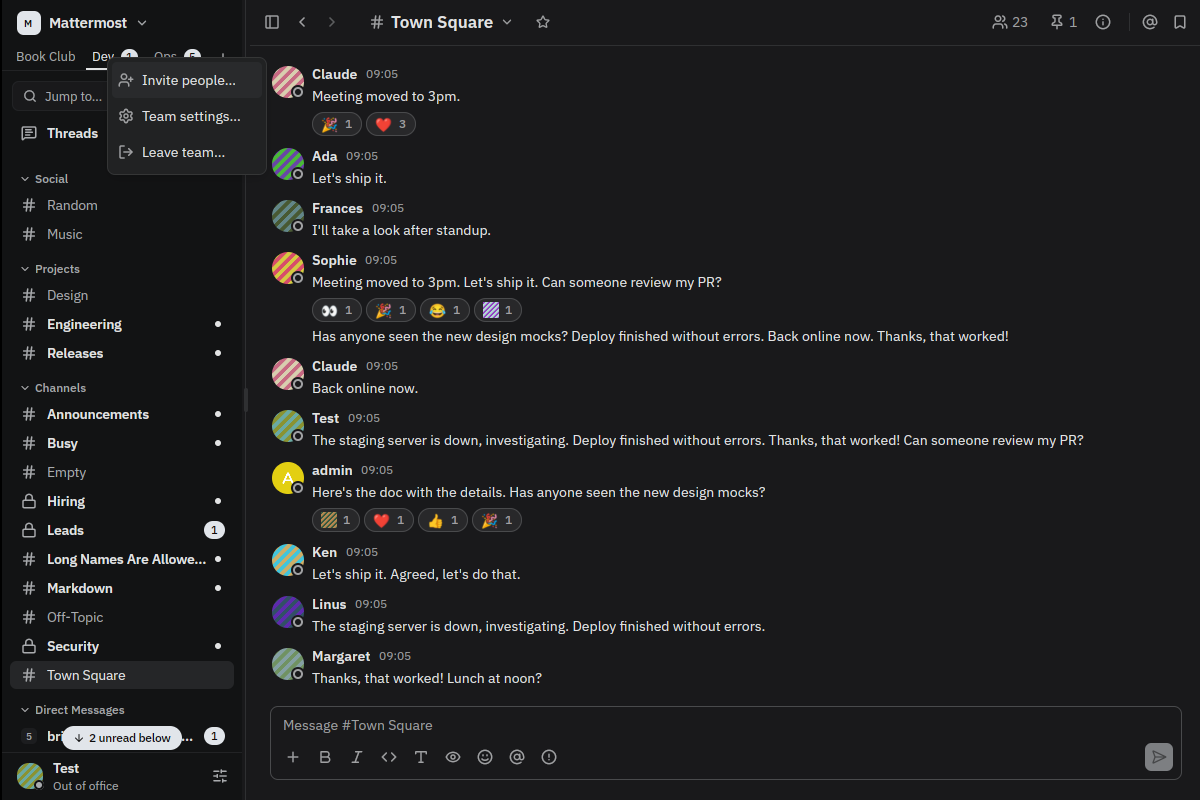 M Mattermost
Book Club Dev 1 Ops 5
Jump to...
Threads
Invite people...
Team settings...
Leave team...
Social
Random
Music
Projects
Design
Engineering
Releases
Channels
Announcements
Busy
Empty
Hiring
Leads 1
Long Names Are Allowe...
Markdown
Off-Topic
Security
Town Square
Direct Messages
5 bri ... 1
2 unread below
Test
Out of office
Town Square
23
1
Claude 09:05
Meeting moved to 3pm.
1 3
Ada 09:05
Let's ship it.
Frances 09:05
I'll take a look after standup.
Sophie 09:05
Meeting moved to 3pm. Let's ship it. Can someone review my PR?
1 1 1 1
Has anyone seen the new design mocks? Deploy finished without errors. Back online now. Thanks, that worked!
Claude 09:05
Back online now.
Test 09:05
The staging server is down, investigating. Deploy finished without errors. Thanks, that worked! Can someone review my PR?
A admin 09:05
Here's the doc with the details. Has anyone seen the new design mocks?
1 1 1 1
Ken 09:05
Let's ship it. Agreed, let's do that.
Linus 09:05
The staging server is down, investigating. Deploy finished without errors.
Margaret 09:05
Thanks, that worked! Lunch at noon?
Message #Town Square